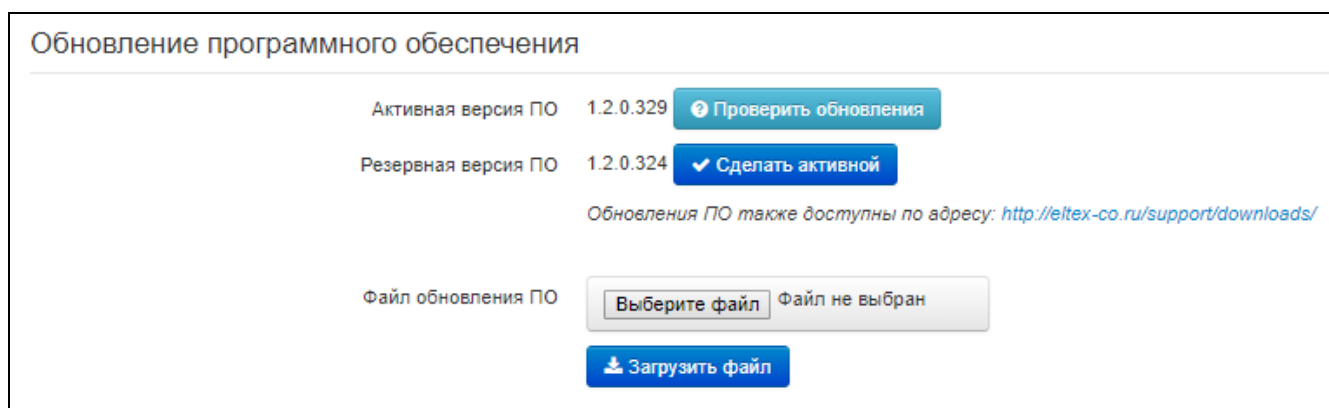 Обновление программного обеспечения
Активная версия ПО 1.2.0.329 Проверить обновления
Резервная версия ПО 1.2.0.324 Сделать активной
Обновления ПО также доступны по адресу: http://eltex-co.ru/support/downloads/
Файл обновления ПО Выберите файл Файл не выбран
Загрузить файл